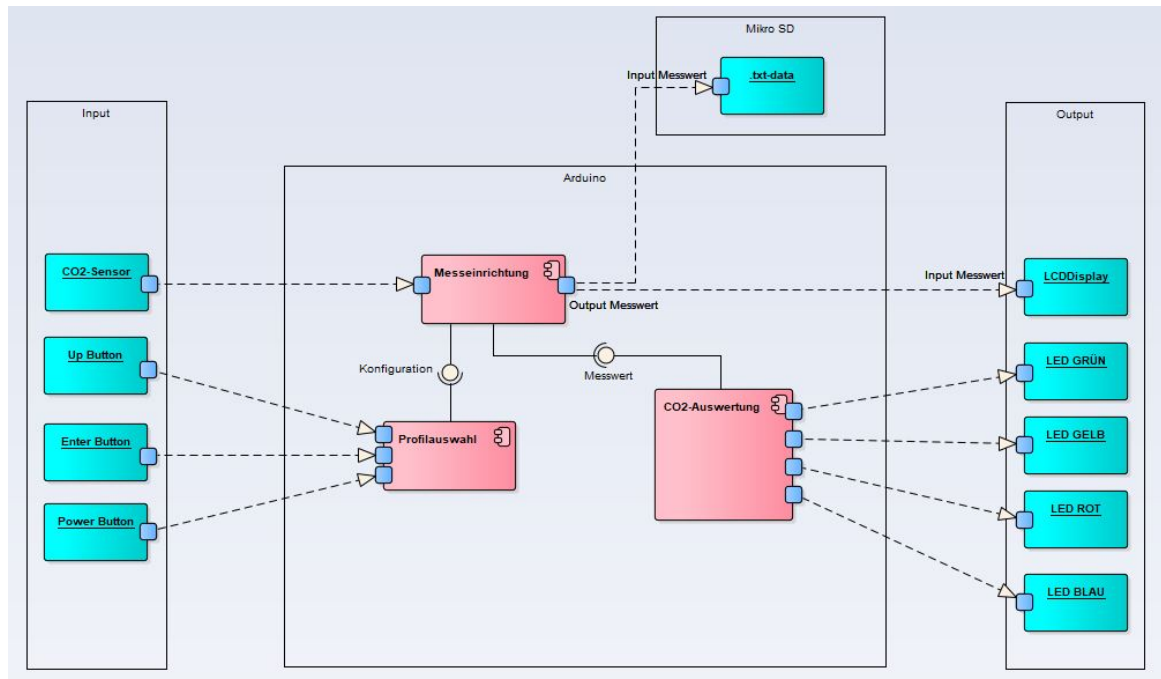 Mikro SD
.txt-data
Input Messwert
Input
Output
Arduino
CO2-Sensor
Messeinrichtung
Output Messwert
Input Messwert
LCDDisplay
Up Button
Konfiguration
Messwert
LED GRÜN
Enter Button
Profilauswahl
CO2-Auswertung
LED GELB
Power Button
LED ROT
LED BLAU